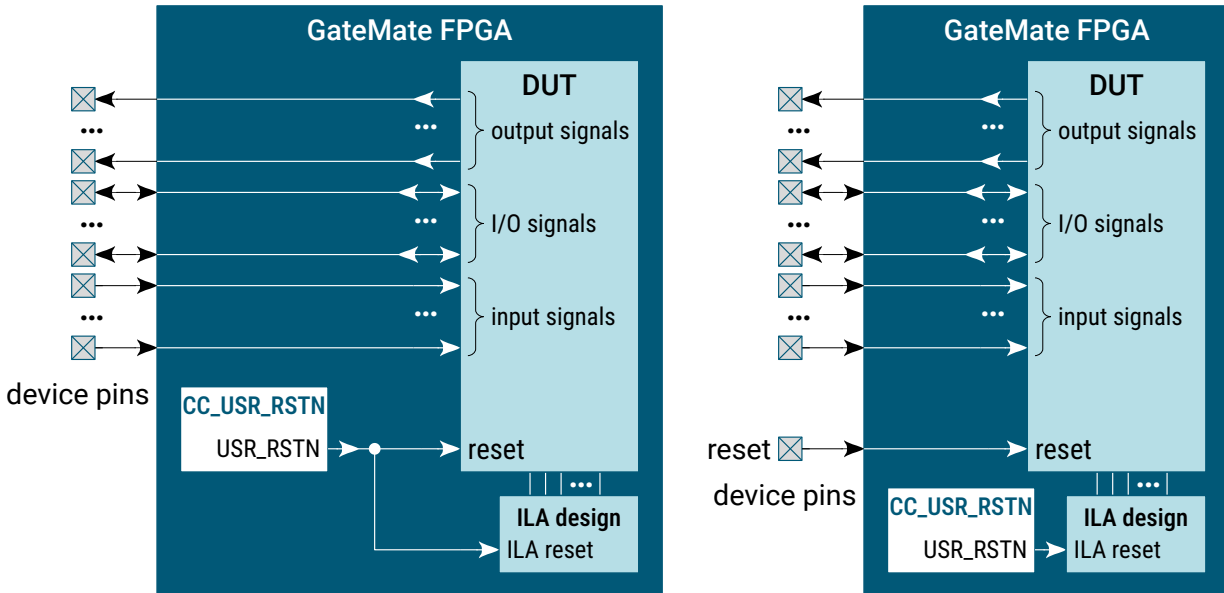 GateMate FPGA
DUT
output signals
I/O signals
input signals
device pins
CC_USR_RSTN
USR_RSTN
reset
ILA design
ILA reset
GateMate FPGA
DUT
output signals
I/O signals
input signals
reset
reset
device pins
CC_USR_RSTN
USR_RSTN
ILA design
ILA reset